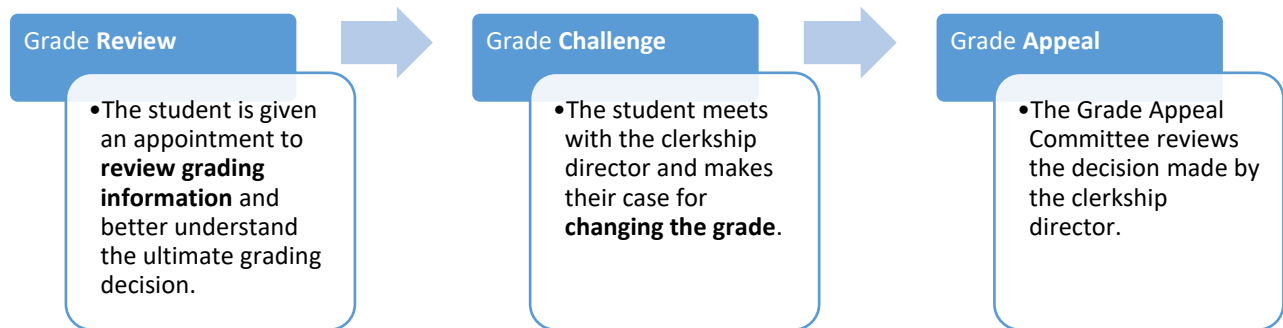 Grade Review
•The student is given
an appointment to
review grading
information and
better understand
the ultimate grading
decision.
Grade Challenge
•The student meets
with the clerkship
director and makes
their case for
changing the grade.
Grade Appeal
•The Grade Appeal
Committee reviews
the decision made by
the clerkship
director.